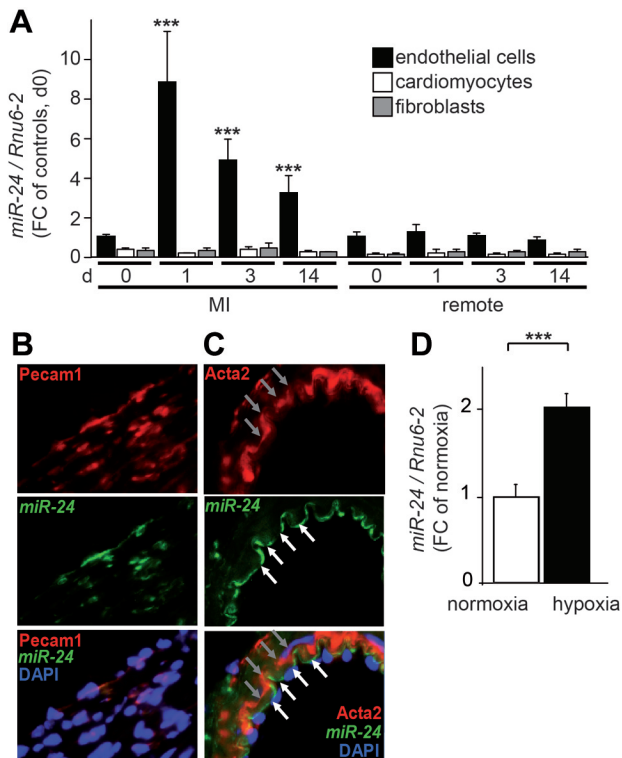 A
miR-24 / Rnu6-2
(FC of controls, d0)
10
8
6
4
2
0
***
***
***
endothelial cells
cardiomyocytes
fibroblasts
d 0 1 3 14 0 1 3 14
MI remote
B
Pecam1
miR-24
Pecam1
miR-24
DAPI
C
Acta2
miR-24
Acta2
miR-24
DAPI
D
***
miR-24 / Rnu6-2
(FC of normoxia)
2
1
0
normoxia hypoxia